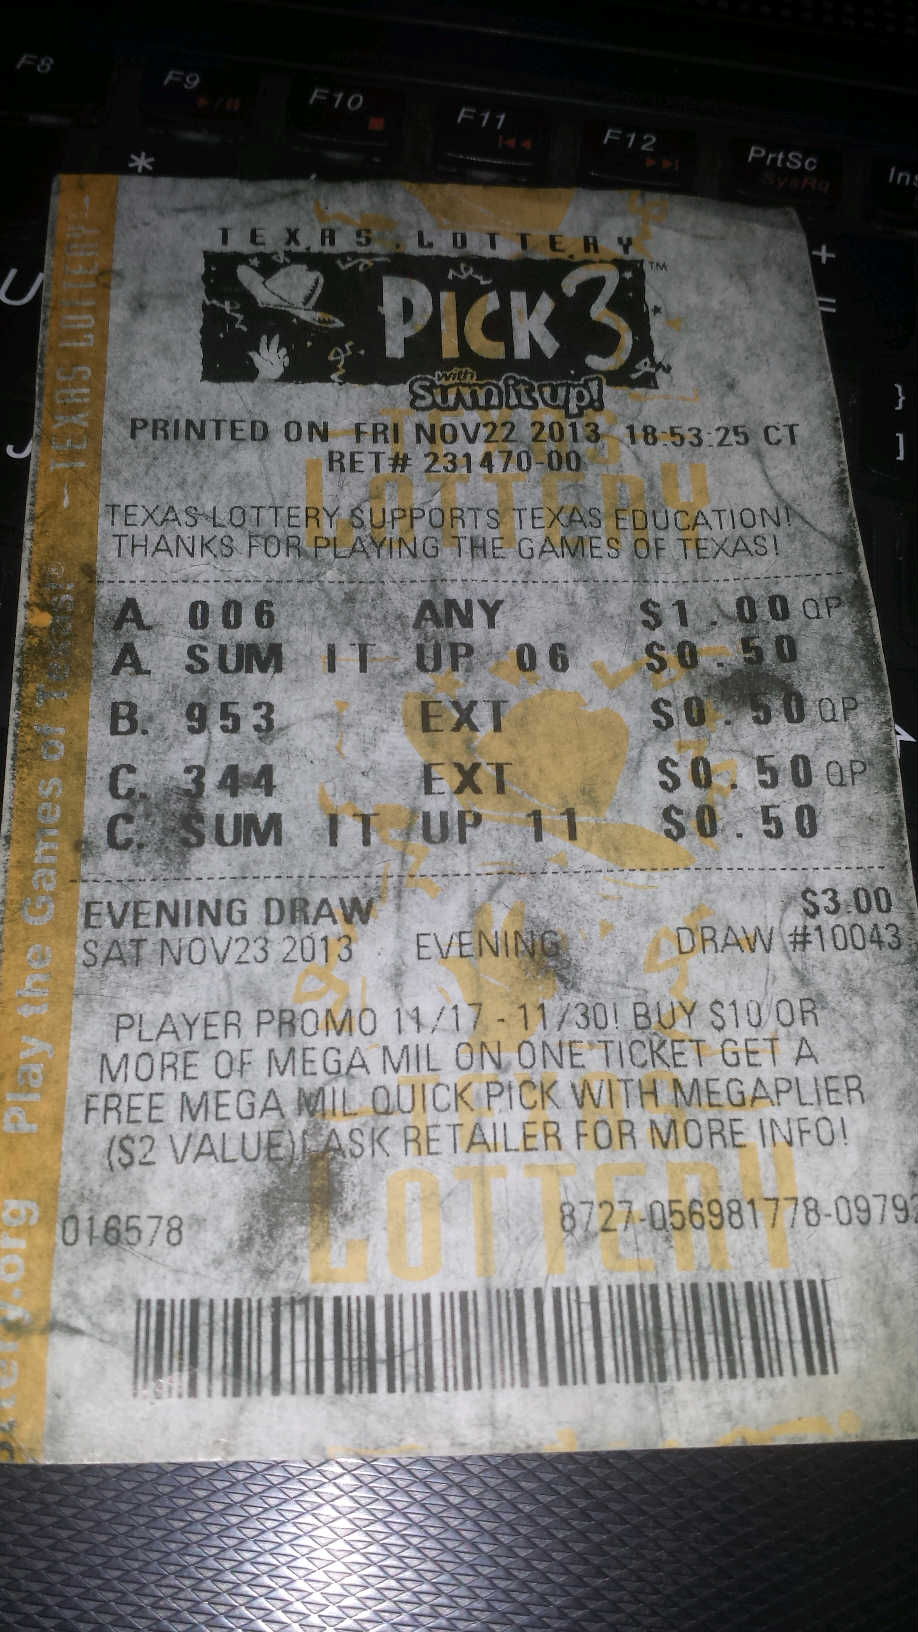 F8 F9 F10 F11 F12 PrtSc SysRq Ins
*
U
J
+
=
}
]
TEXAS LOTTERY
PICK 3™
with
Sum it up!
PRINTED ON FRI NOV22 2013 18:53:25 CT
RET# 231470-00
TEXAS LOTTERY SUPPORTS TEXAS EDUCATION!
THANKS FOR PLAYING THE GAMES OF TEXAS!
A. 006 ANY $1.00 QP
A. SUM IT UP 06 $0.50
B. 953 EXT $0.50 QP
C. 344 EXT $0.50 QP
C. SUM IT UP 11 $0.50
EVENING DRAW $3.00
SAT NOV23 2013 EVENING DRAW #10043
PLAYER PROMO 11/17 - 11/30! BUY $10 OR
MORE OF MEGA MIL ON ONE TICKET GET A
FREE MEGA MIL QUICK PICK WITH MEGAPLIER
($2 VALUE)! ASK RETAILER FOR MORE INFO!
016578 8727-056981778-09792
TEXAS
LOTTERY
TEXAS
LOTTERY
~ TEXAS LOTTERY ~
Play the Games of Texas!®
ttery.org